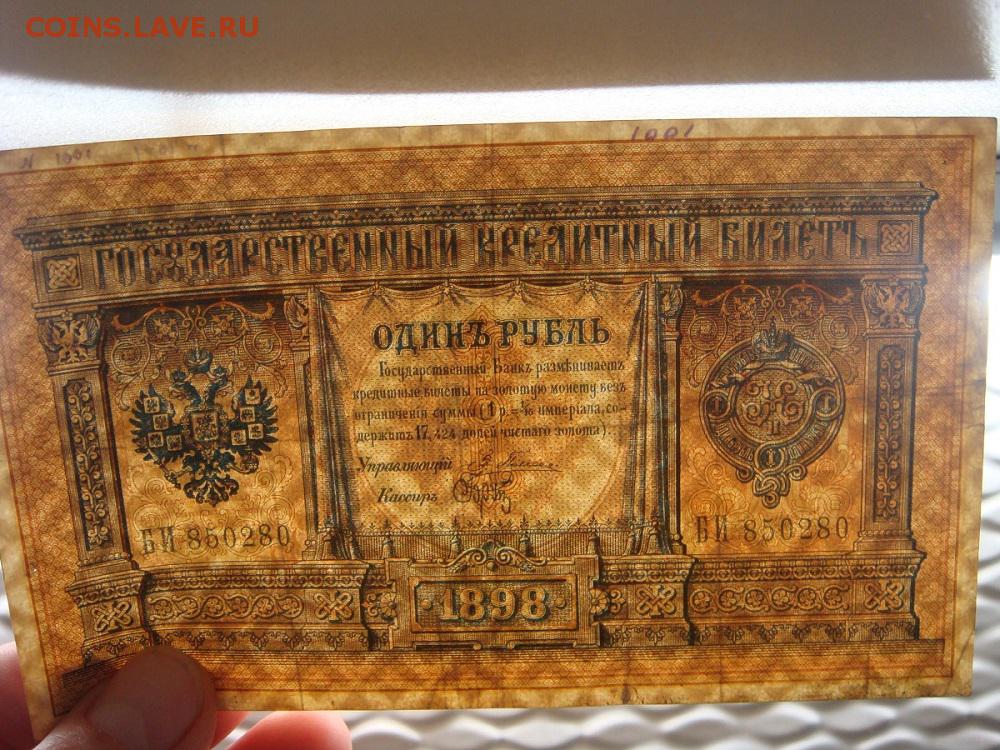 COINS.LAVE.RU
1001
ГОСУДАРСТВЕННЫЙ КРЕДИТНЫЙ БИЛЕТЪ
ОДИНЪ РУБЛЬ
Государственный Банкъ размѣниваетъ
кредитные билеты на золотую монету безъ
ограниченія суммы (1 р. = 1/15 имперіала, со-
держитъ 17,424 долей чистаго золота).
Управляющій
Кассиръ
БИ 850280
БИ 850280
1898